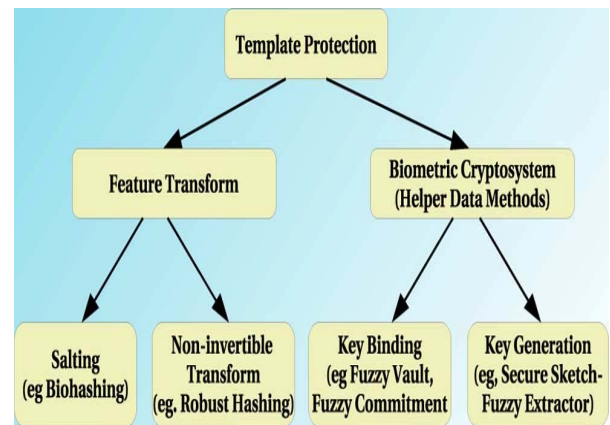 Template Protection
Feature Transform
Biometric Cryptosystem
(Helper Data Methods)
Salting
(eg Biohashing)
Non-invertible
Transform
(eg. Robust Hashing)
Key Binding
(eg Fuzzy Vault,
Fuzzy Commitment
Key Generation
(eg, Secure Sketch-
Fuzzy Extractor)